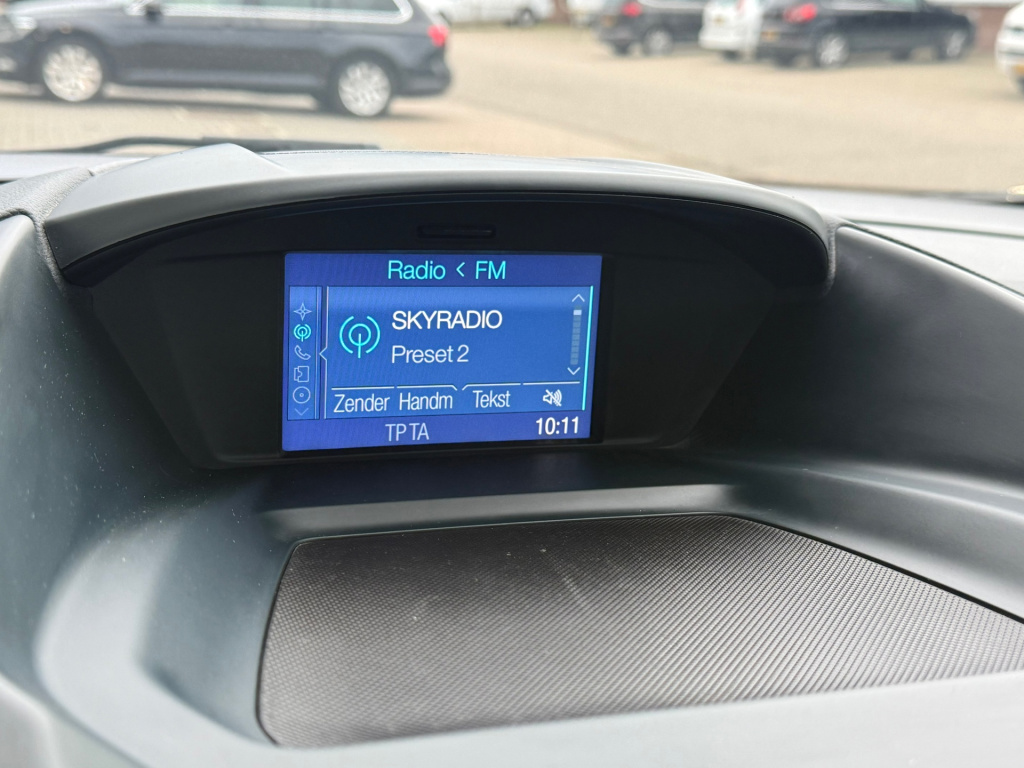 Radio < FM
SKYRADIO
Preset 2
Zender Handm Tekst
TP TA 10:11